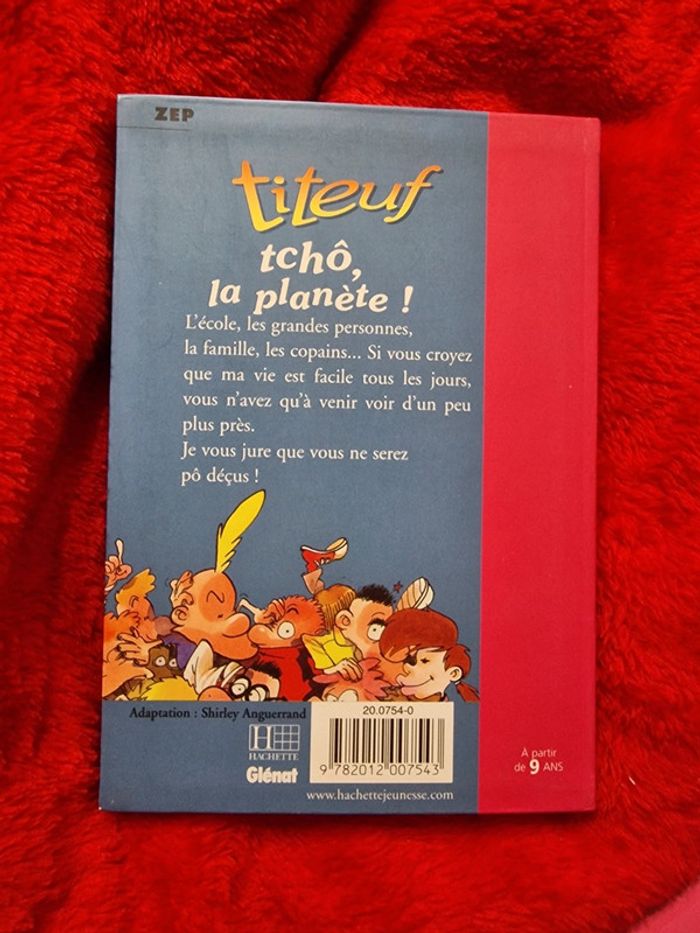 ZEP
titeuf
tchô,
la planète !
L'école, les grandes personnes,
la famille, les copains... Si vous croyez
que ma vie est facile tous les jours,
vous n'avez qu'à venir voir d'un peu
plus près.
Je vous jure que vous ne serez
pô déçus !
Adaptation : Shirley Anguerrand
H
HACHETTE
Glénat
20.0754-0
9 782012 007543
www.hachettejeunesse.com
À partir
de 9 ANS